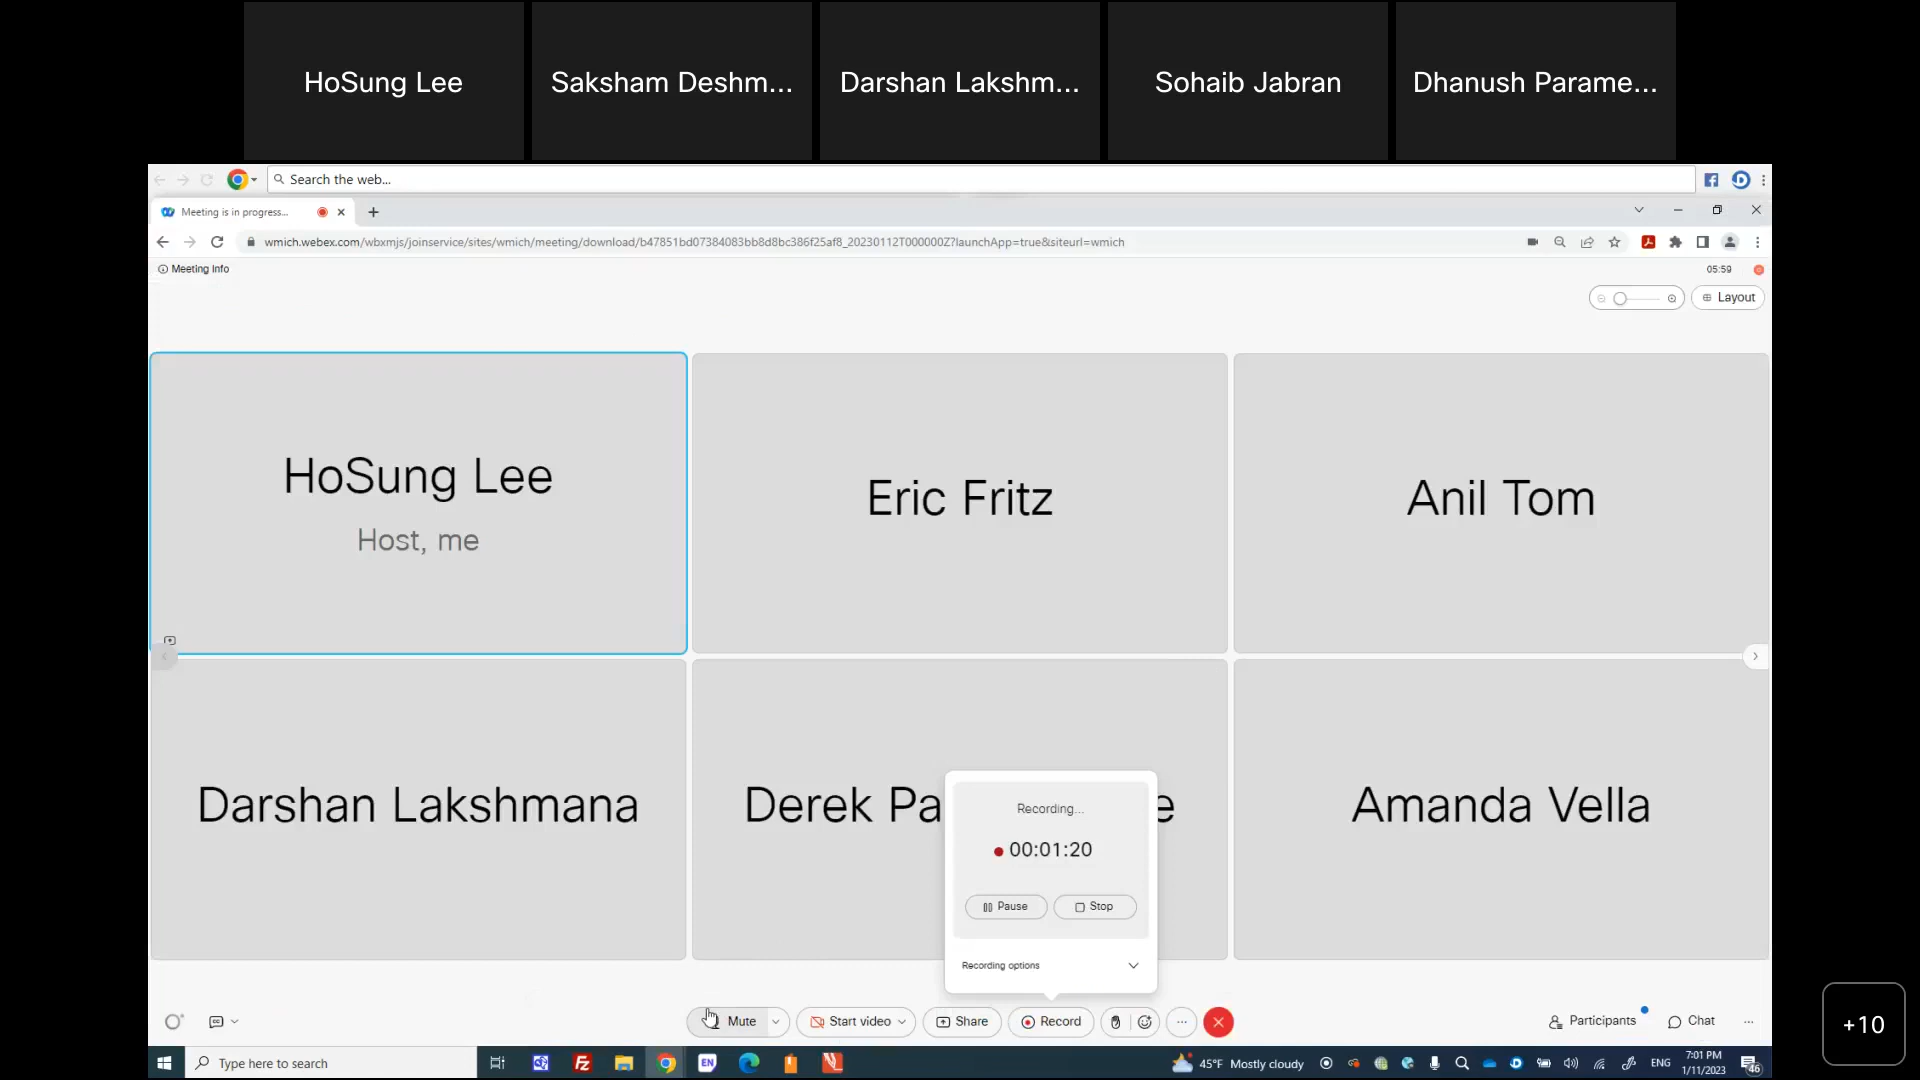 HoSung Lee
Saksham Deshm...
Darshan Lakshm...
Sohaib Jabran
Dhanush Parame...
Search the web...
Meeting is in progress...
wmich.webex.com/wbxmjs/joinservice/sites/wmich/meeting/download/b47851bd07384083bb8d8bc386f25af8_20230112T000000Z?launchApp=true&siteurl=wmich
Meeting Info
05:59
Layout
HoSung Lee
Host, me
Eric Fritz
Anil Tom
Darshan Lakshmana
Derek Pa
e
Amanda Vella
Recording...
00:01:20
Pause
Stop
Recording options
Mute
Start video
Share
Record
Participants
Chat
+10
Type here to search
EN
45°F Mostly cloudy
ENG
7:01 PM
1/11/2023
46